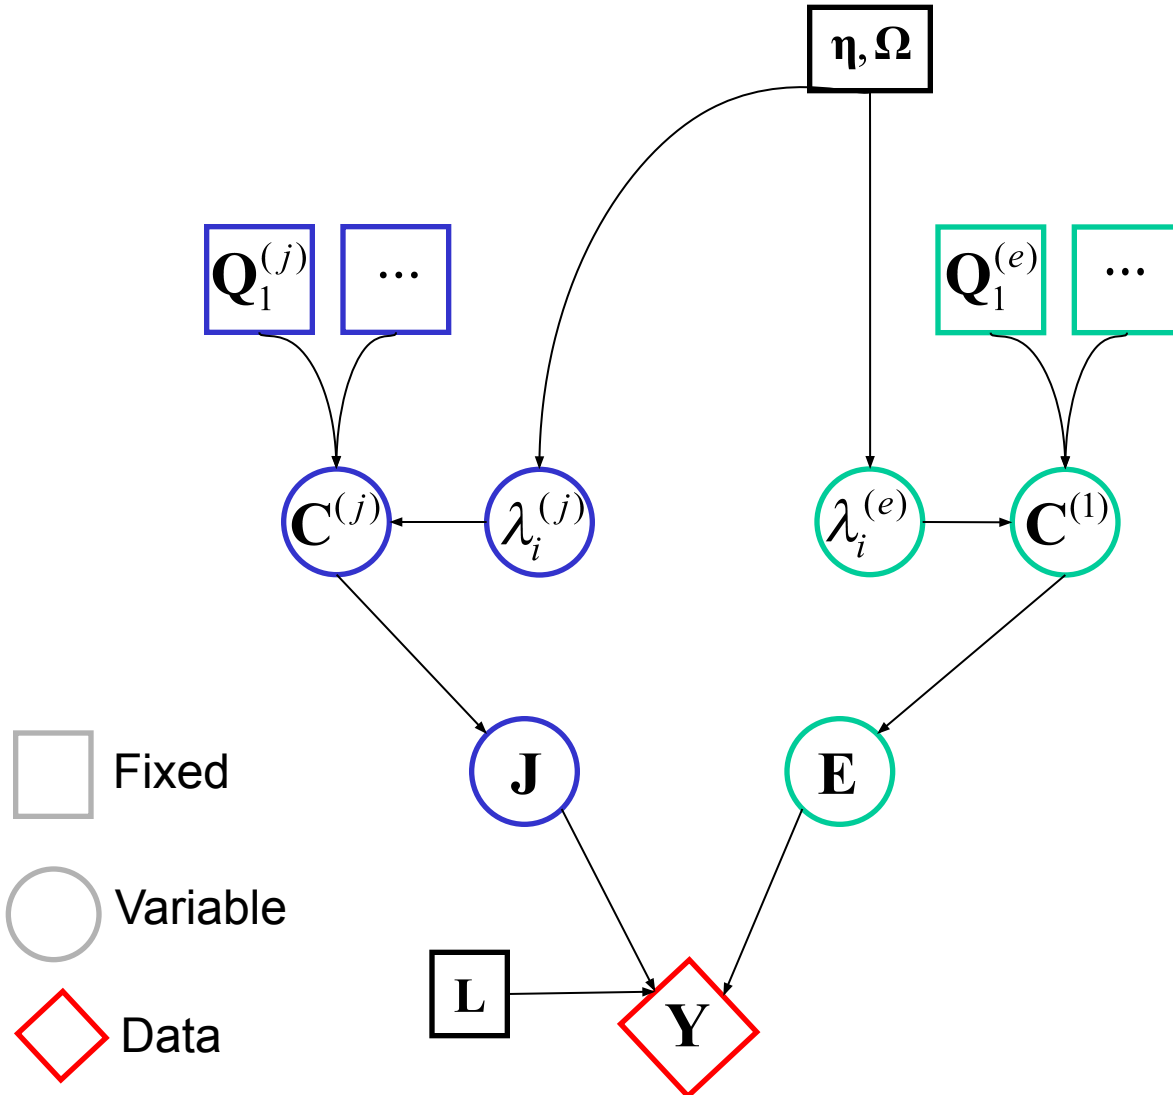 η, Ω
Q₁⁽ʲ⁾
...
Q₁⁽ᵉ⁾
...
C⁽ʲ⁾
λᵢ⁽ʲ⁾
λᵢ⁽ᵉ⁾
C⁽¹⁾
J
E
Fixed
Variable
L
Y
Data